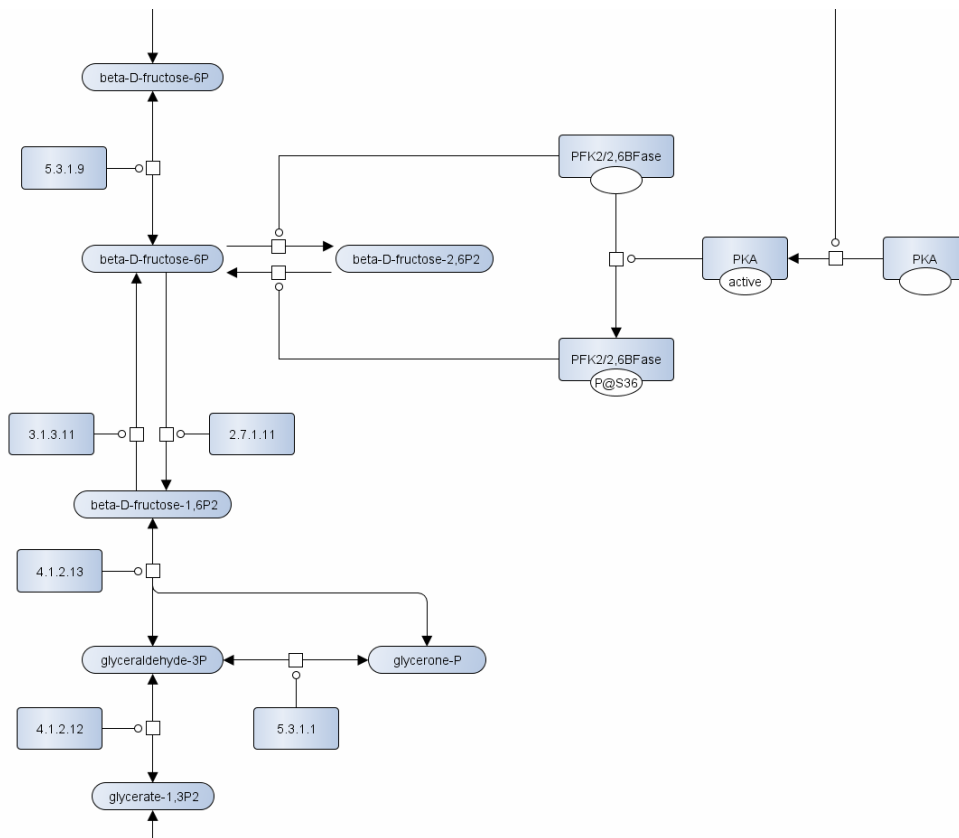 beta-D-fructose-6P
5.3.1.9
PFK2/2,6BFase
beta-D-fructose-6P
beta-D-fructose-2,6P2
PKA
active
PKA
PFK2/2,6BFase
P@S36
3.1.3.11
2.7.1.11
beta-D-fructose-1,6P2
4.1.2.13
glyceraldehyde-3P
glycerone-P
4.1.2.12
5.3.1.1
glycerate-1,3P2